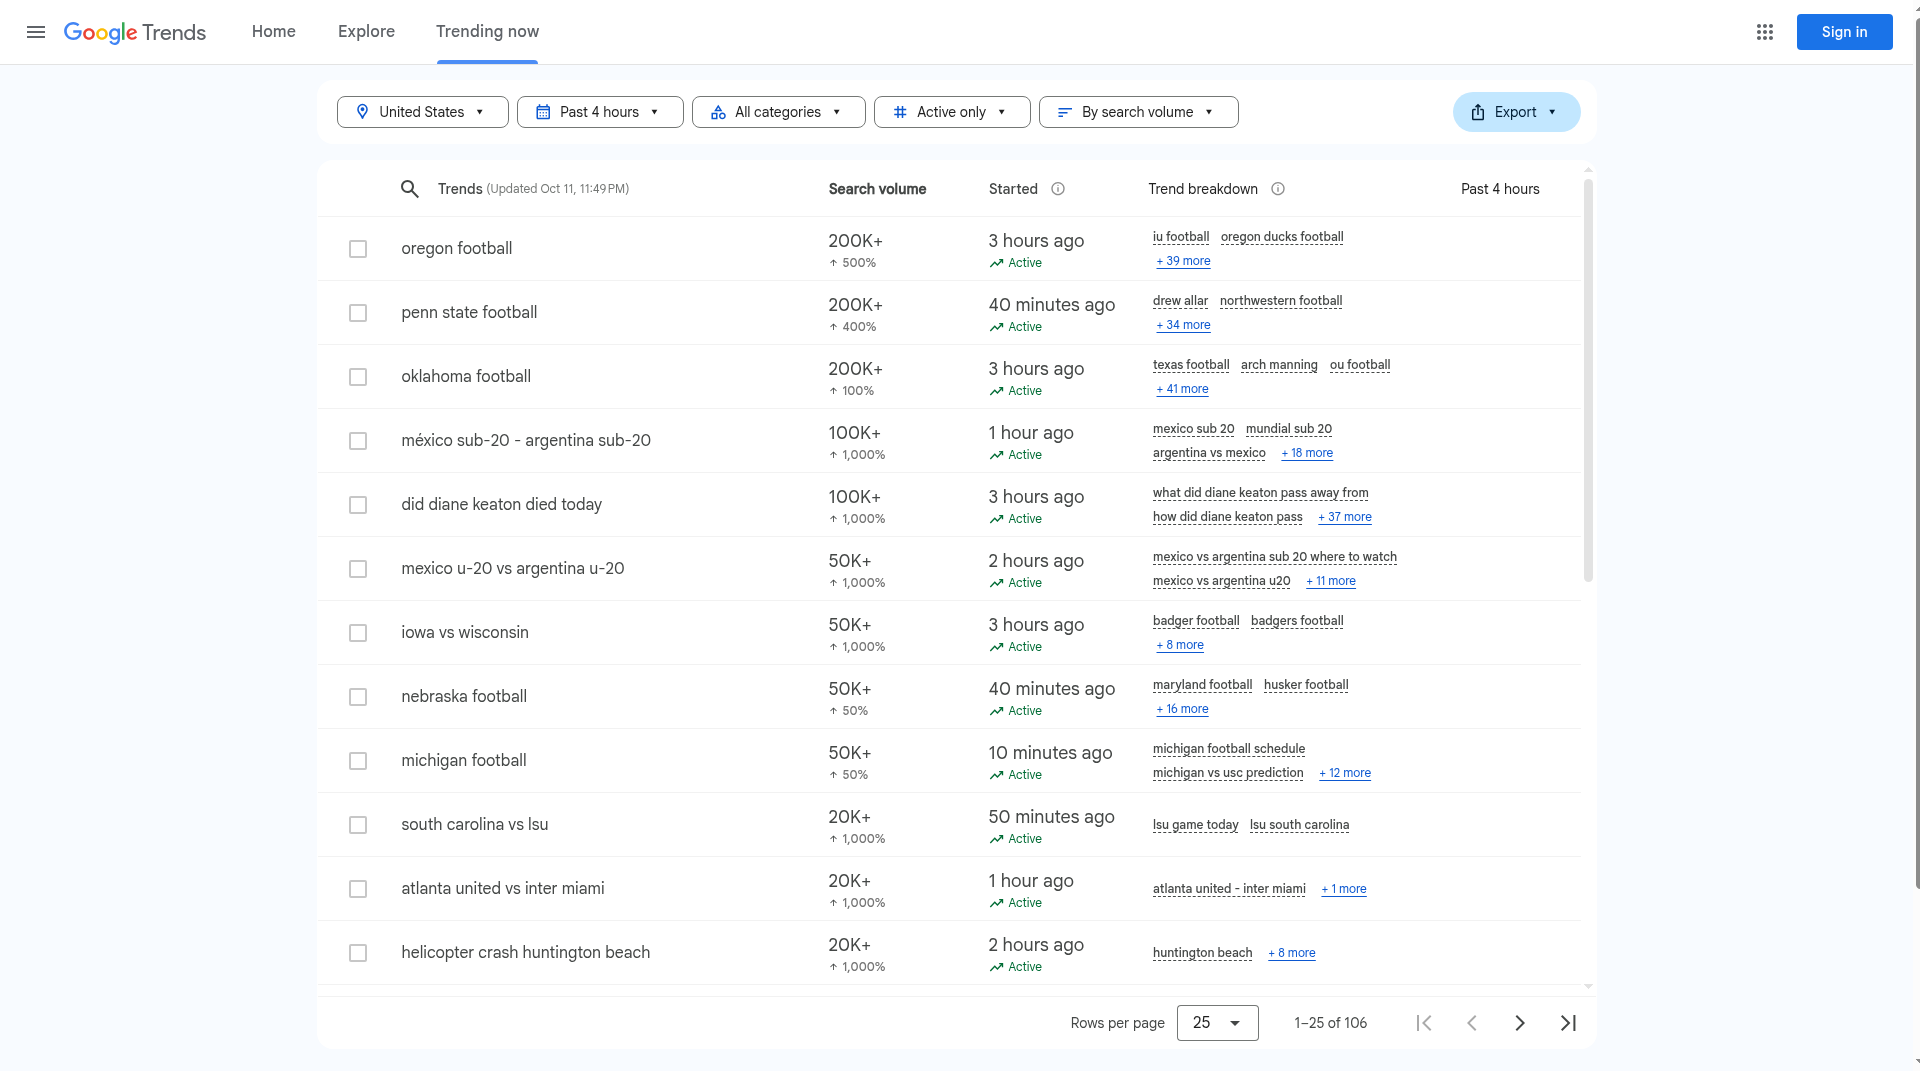 Google Trends Home Explore Trending now Sign in
United States Past 4 hours All categories Active only By search volume Export
Trends (Updated Oct 11, 11:49 PM) Search volume Started Trend breakdown Past 4 hours
oregon football 200K+ 3 hours ago iu football oregon ducks football
500% Active + 39 more
penn state football 200K+ 40 minutes ago drew allar northwestern football
400% Active + 34 more
oklahoma football 200K+ 3 hours ago texas football arch manning ou football
100% Active + 41 more
méxico sub-20 - argentina sub-20 100K+ 1 hour ago mexico sub 20 mundial sub 20
1,000% Active argentina vs mexico + 18 more
did diane keaton died today 100K+ 3 hours ago what did diane keaton pass away from
1,000% Active how did diane keaton pass + 37 more
mexico u-20 vs argentina u-20 50K+ 2 hours ago mexico vs argentina sub 20 where to watch
1,000% Active mexico vs argentina u20 + 11 more
iowa vs wisconsin 50K+ 3 hours ago badger football badgers football
1,000% Active + 8 more
nebraska football 50K+ 40 minutes ago maryland football husker football
50% Active + 16 more
michigan football 50K+ 10 minutes ago michigan football schedule
50% Active michigan vs usc prediction + 12 more
south carolina vs lsu 20K+ 50 minutes ago lsu game today lsu south carolina
1,000% Active
atlanta united vs inter miami 20K+ 1 hour ago atlanta united - inter miami + 1 more
1,000% Active
helicopter crash huntington beach 20K+ 2 hours ago huntington beach + 8 more
1,000% Active
Rows per page 25 1–25 of 106